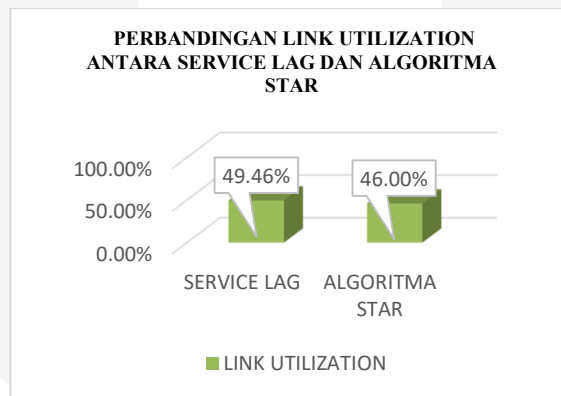 PERBANDINGAN LINK UTILIZATION
ANTARA SERVICE LAG DAN ALGORITMA
STAR
100.00%
50.00%
0.00%
49.46%
46.00%
SERVICE LAG
ALGORITMA
STAR
LINK UTILIZATION